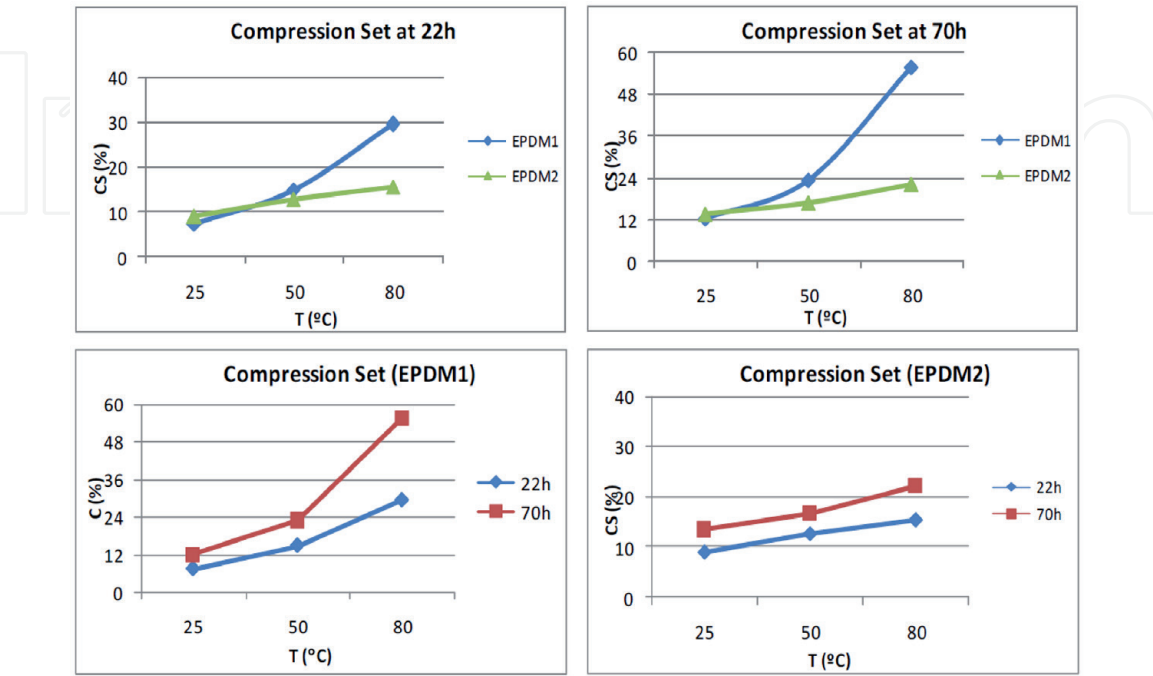 Compression Set at 22h
40
30
20
10
0
CS (%)
25 50 80
T (ºC)
EPDM1
EPDM2
Compression Set at 70h
60
48
36
24
12
0
CS (%)
25 50 80
T (ºC)
EPDM1
EPDM2
Compression Set (EPDM1)
60
48
36
24
12
0
C (%)
25 50 80
T (°C)
22h
70h
Compression Set (EPDM2)
40
30
20
10
0
CS (%)
25 50 80
T (ºC)
22h
70h